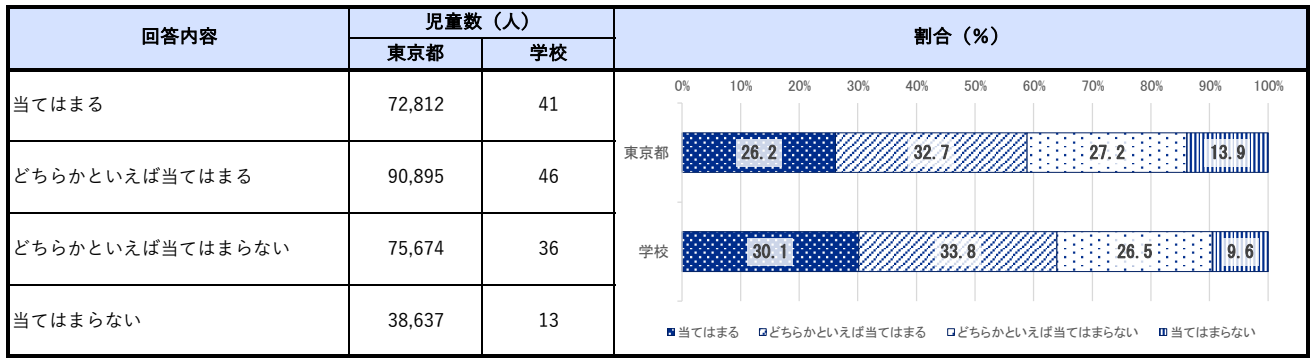 回答内容 児童数（人） 割合（%）
東京都 学校
当てはまる 72,812 41
どちらかといえば当てはまる 90,895 46
どちらかといえば当てはまらない 75,674 36
当てはまらない 38,637 13
0% 10% 20% 30% 40% 50% 60% 70% 80% 90% 100%
東京都 26.2 32.7 27.2 13.9
学校 30.1 33.8 26.5 9.6
当てはまる どちらかといえば当てはまる どちらかといえば当てはまらない 当てはまらない